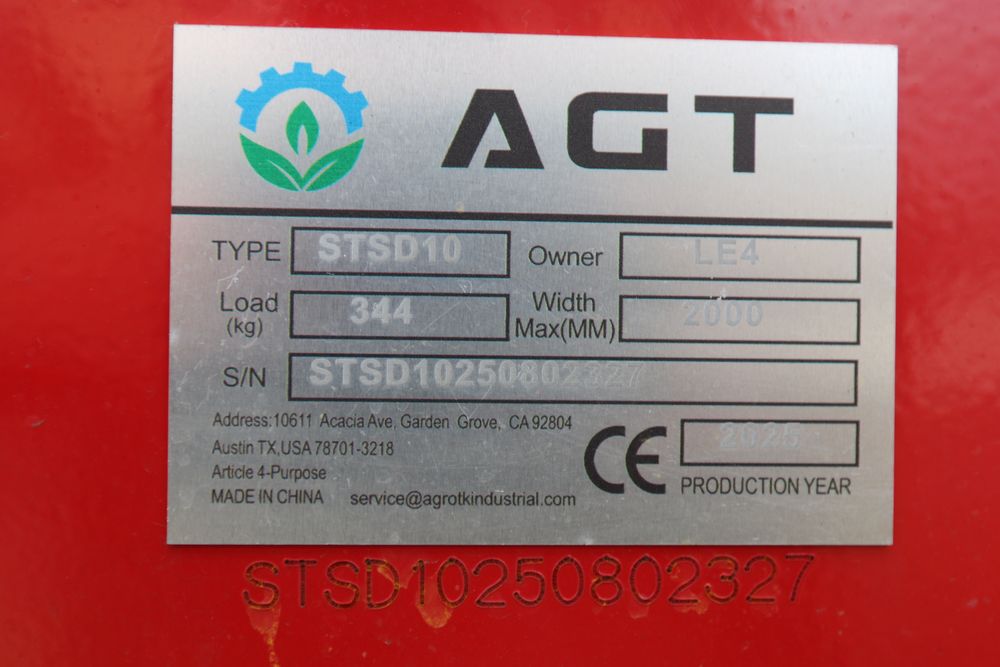 AGT
TYPE STSD10 Owner LE4
Load (kg) 344 Width Max(MM) 2000
S/N STSD10250802327
Address:10611 Acacia Ave, Garden Grove, CA 92804
Austin TX,USA 78701-3218
Article 4-Purpose
MADE IN CHINA service@agrotkindustrial.com
CE 2025
PRODUCTION YEAR
STSD10250802327